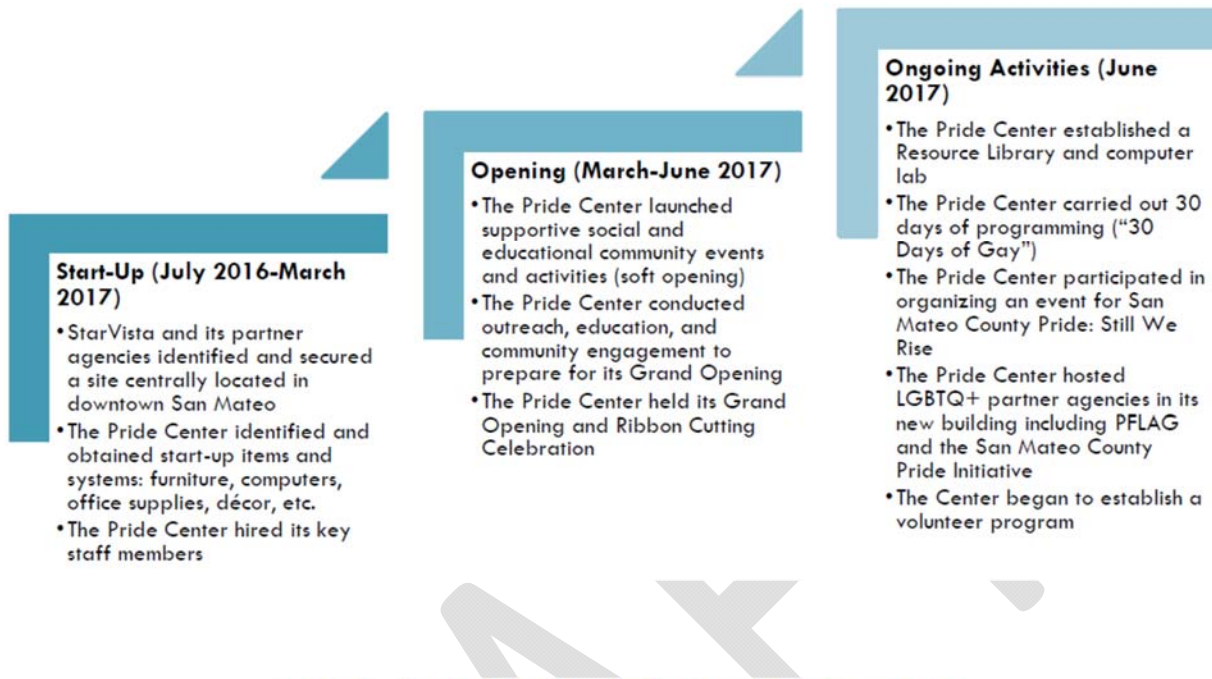 Start-Up (July 2016-March
2017)
•StarVista and its partner
agencies identified and secured
a site centrally located in
downtown San Mateo
•The Pride Center identified and
obtained start-up items and
systems: furniture, computers,
office supplies, décor, etc.
•The Pride Center hired its key
staff members
Opening (March-June 2017)
•The Pride Center launched
supportive social and
educational community events
and activities (soft opening)
•The Pride Center conducted
outreach, education, and
community engagement to
prepare for its Grand Opening
•The Pride Center held its Grand
Opening and Ribbon Cutting
Celebration
Ongoing Activities (June
2017)
•The Pride Center established a
Resource Library and computer
lab
•The Pride Center carried out 30
days of programming (“30
Days of Gay”)
•The Pride Center participated in
organizing an event for San
Mateo County Pride: Still We
Rise
•The Pride Center hosted
LGBTQ+ partner agencies in its
new building including PFLAG
and the San Mateo County
Pride Initiative
•The Center began to establish a
volunteer program